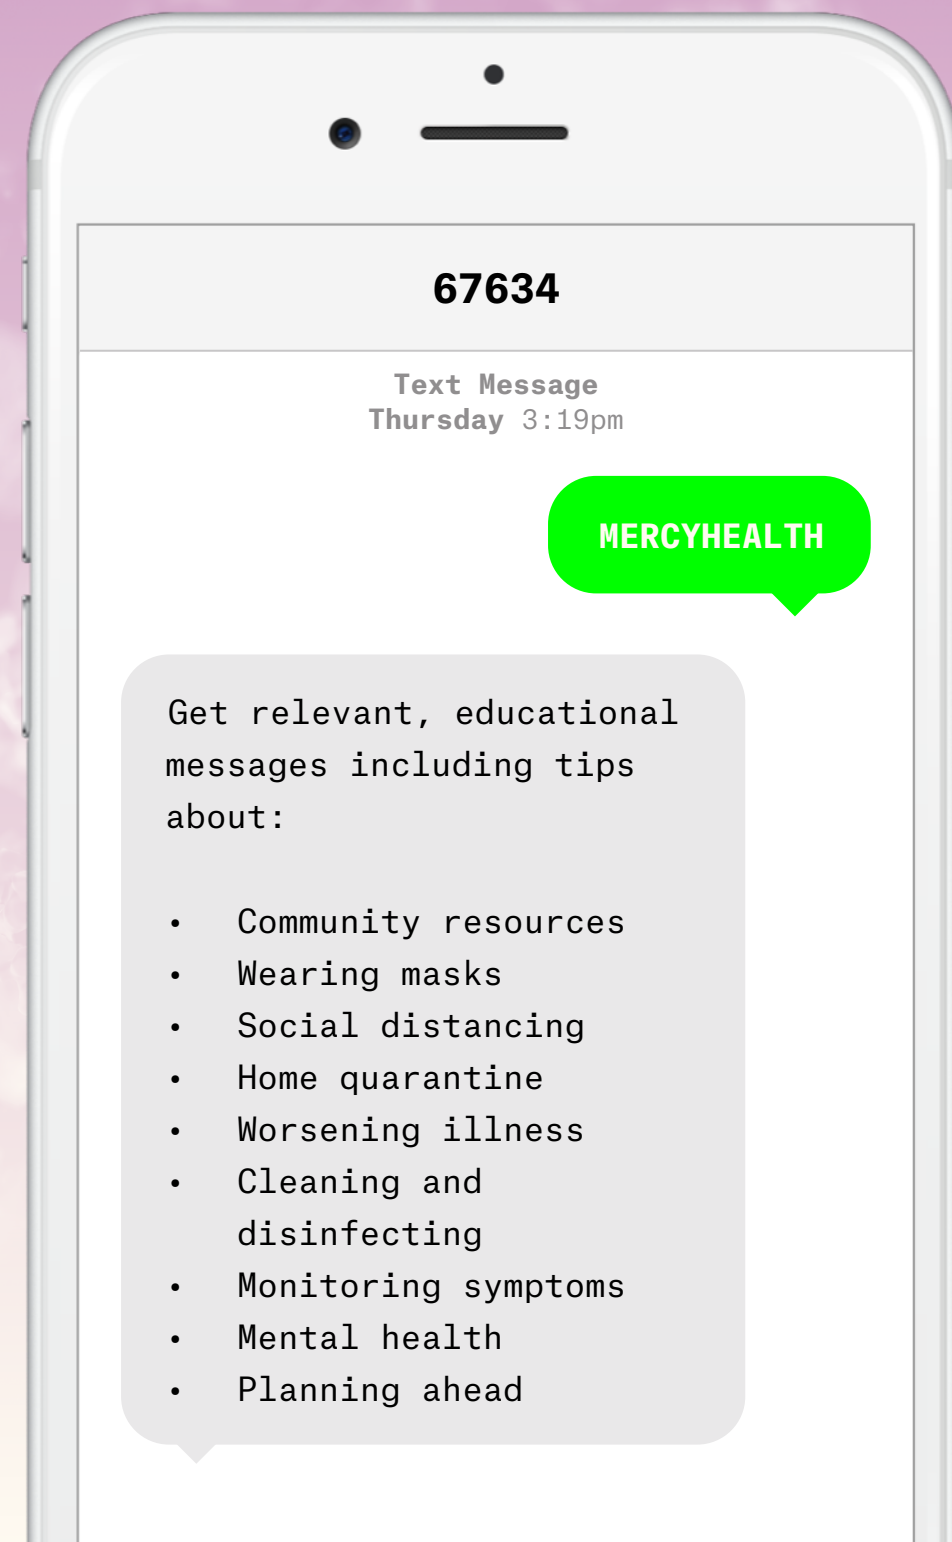 67634
Text Message
Thursday 3:19pm
MERCYHEALTH
Get relevant, educational
messages including tips
about:
• Community resources
• Wearing masks
• Social distancing
• Home quarantine
• Worsening illness
• Cleaning and
disinfecting
• Monitoring symptoms
• Mental health
• Planning ahead